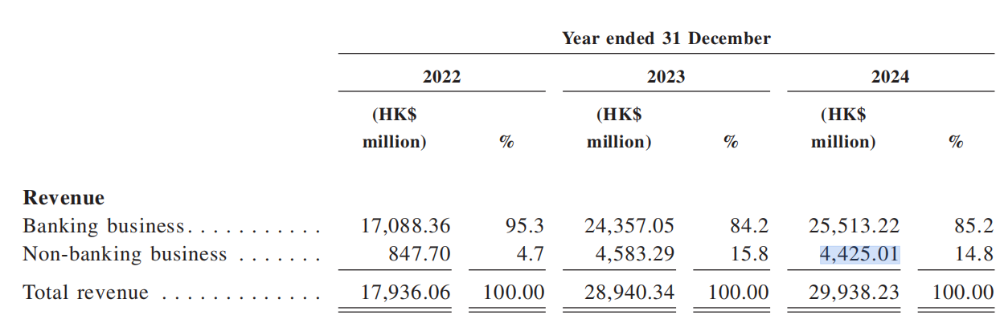 Year ended 31 December
2022 2023 2024
(HK$ million) % (HK$ million) % (HK$ million) %
Revenue
Banking business. . . . . . . . . . . 17,088.36 95.3 24,357.05 84.2 25,513.22 85.2
Non-banking business . . . . . . . 847.70 4.7 4,583.29 15.8 4,425.01 14.8
Total revenue . . . . . . . . . . . . . 17,936.06 100.00 28,940.34 100.00 29,938.23 100.00